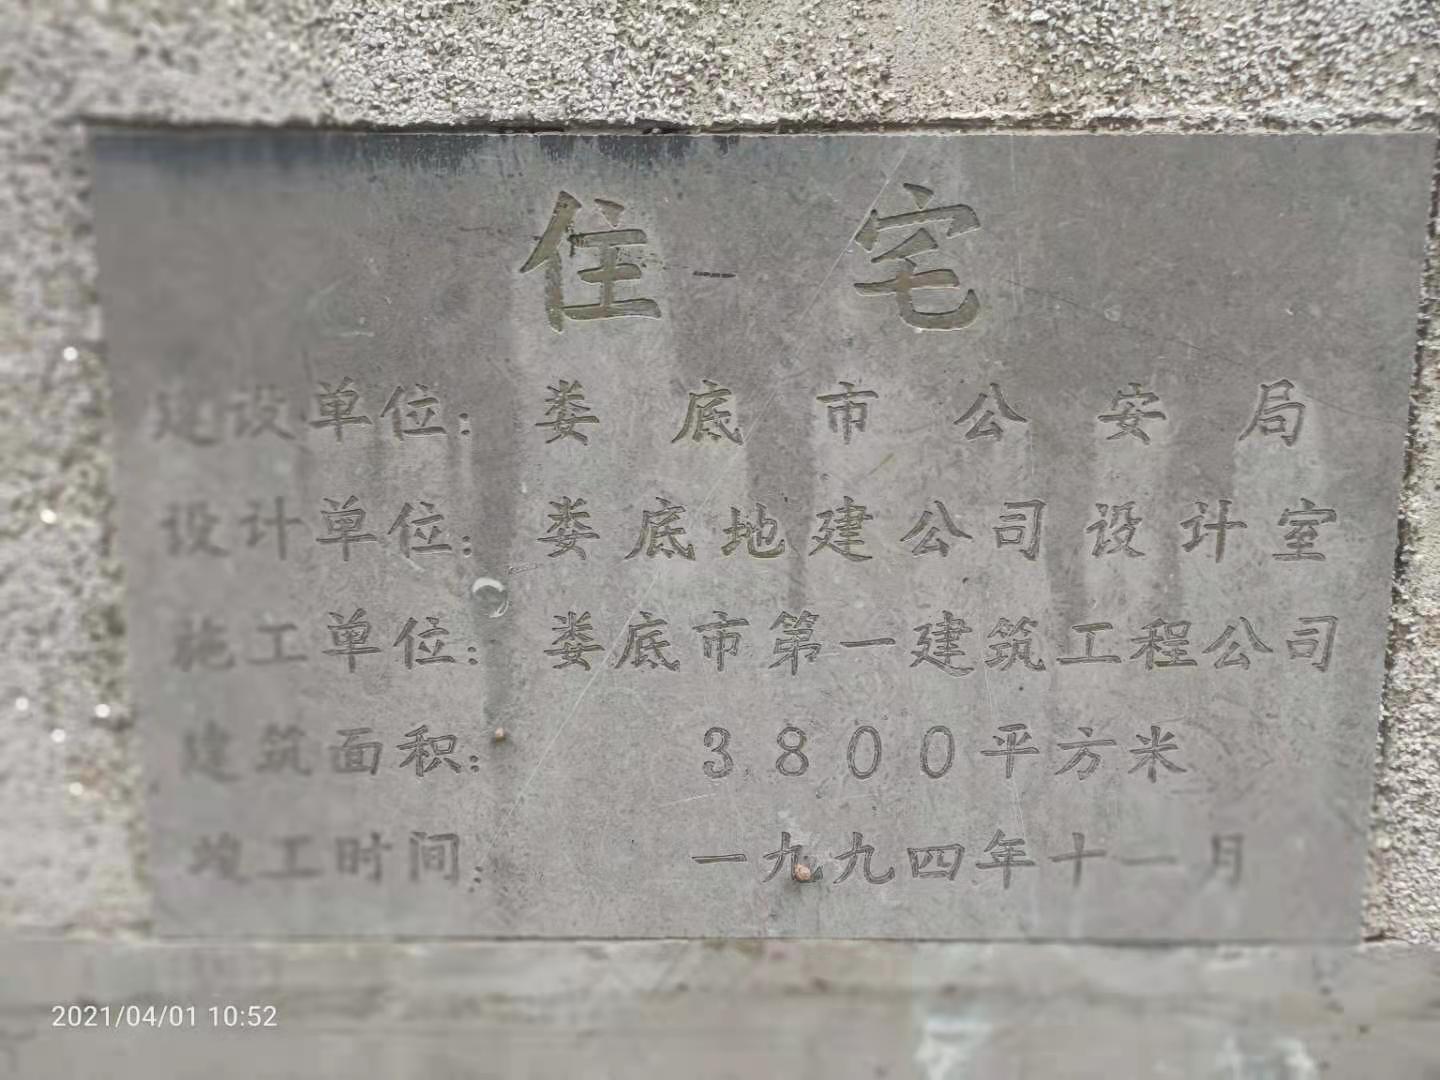 住宅
建设单位：娄底市公安局
设计单位：娄底地建公司设计室
施工单位：娄底市第一建筑工程公司
建筑面积：3800平方米
竣工时间：一九九四年十一月
2021/04/01 10:52